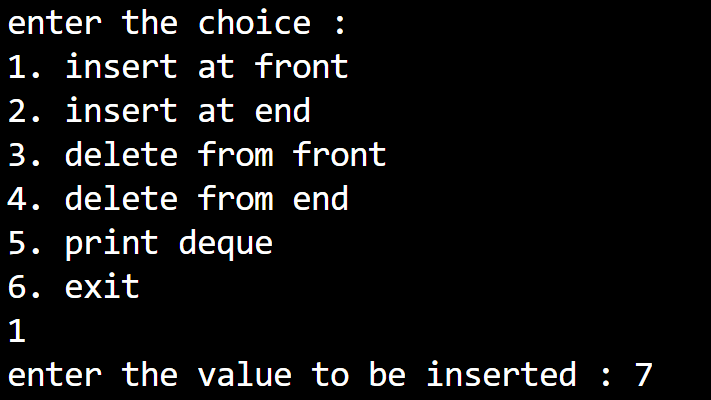 enter the choice :
1. insert at front
2. insert at end
3. delete from front
4. delete from end
5. print deque
6. exit
1
enter the value to be inserted : 7